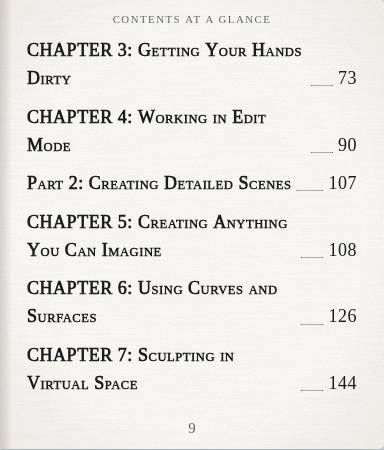 CONTENTS AT A GLANCE
CHAPTER 3: Getting Your Hands
Dirty 73
CHAPTER 4: Working in Edit
Mode 90
Part 2: Creating Detailed Scenes 107
CHAPTER 5: Creating Anything
You Can Imagine 108
CHAPTER 6: Using Curves and
Surfaces 126
CHAPTER 7: Sculpting in
Virtual Space 144
9